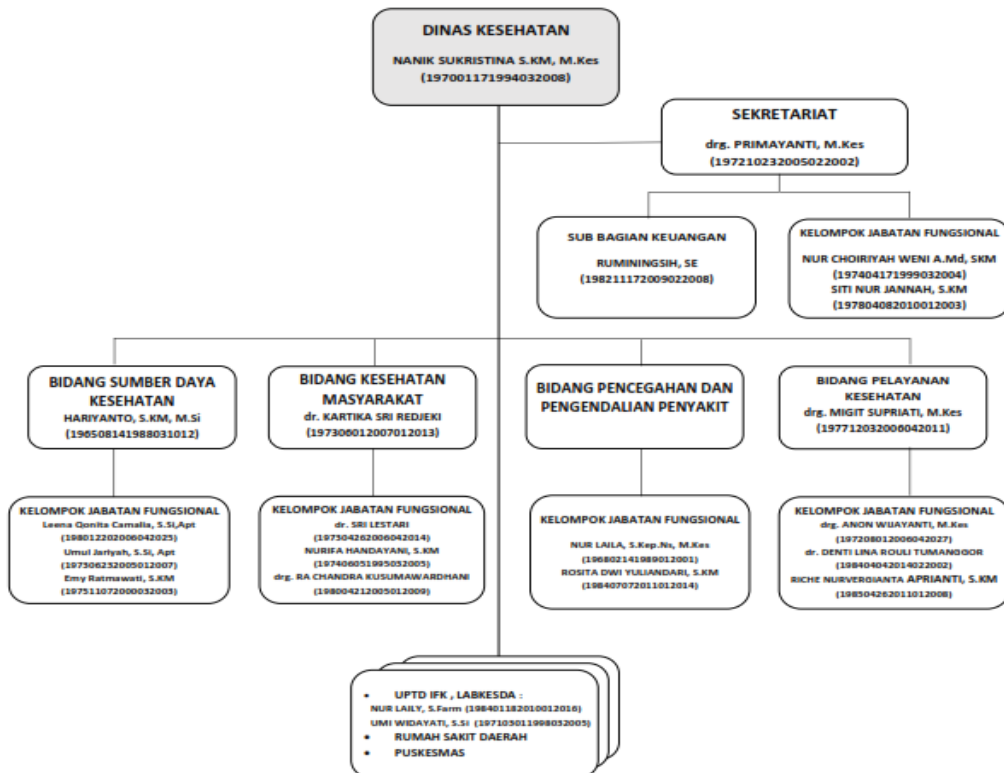 DINAS KESEHATAN
NANIK SUKRISTINA S.KM, M.Kes
(197001171994032008)
SEKRETARIAT
drg. PRIMAYANTI, M.Kes
(197210232005022002)
SUB BAGIAN KEUANGAN
RUMININGSIH, SE
(198211172009022008)
KELOMPOK JABATAN FUNGSIONAL
NUR CHOIRIYAH WENI A.Md, SKM
(197404171999032004)
SITI NUR JANNAH, S.KM
(197804082010012003)
BIDANG SUMBER DAYA
KESEHATAN
HARIYANTO, S.KM, M.Si
(196508141988031012)
BIDANG KESEHATAN
MASYARAKAT
dr. KARTIKA SRI REDJEKI
(197306012007012013)
BIDANG PENCEGAHAN DAN
PENGENDALIAN PENYAKIT
BIDANG PELAYANAN
KESEHATAN
drg. MIGIT SUPRIATI, M.Kes
(197712032006042011)
KELOMPOK JABATAN FUNGSIONAL
Leena Qonita Camalia, S.Si,Apt
(198012202006042025)
Umul Jariyah, S.Si, Apt
(197306232005012007)
Emy Ratmawati, S.KM
(197511072000032003)
KELOMPOK JABATAN FUNGSIONAL
dr. SRI LESTARI
(197304262006042014)
NURIFA HANDAYANI, S.KM
(197406051995032005)
drg. RA CHANDRA KUSUMAWARDHANI
(198004212005012009)
KELOMPOK JABATAN FUNGSIONAL
NUR LAILA, S.Kep.Ns, M.Kes
(196802141989012001)
ROSITA DWI YULIANDARI, S.KM
(198407072011012014)
KELOMPOK JABATAN FUNGSIONAL
drg. ANON WIJAYANTI, M.Kes
(197208012006042027)
dr. DENTI LINA ROULI TUMANGGOR
(198404042014022002)
RICHE NURVERGIANTA APRIANTI, S.KM
(198504262011012008)
• UPTD IFK , LABKESDA :
NUR LAILY, S.Farm (198401182010012016)
UMI WIDAYATI, S.Si (197103011998032005)
• RUMAH SAKIT DAERAH
• PUSKESMAS